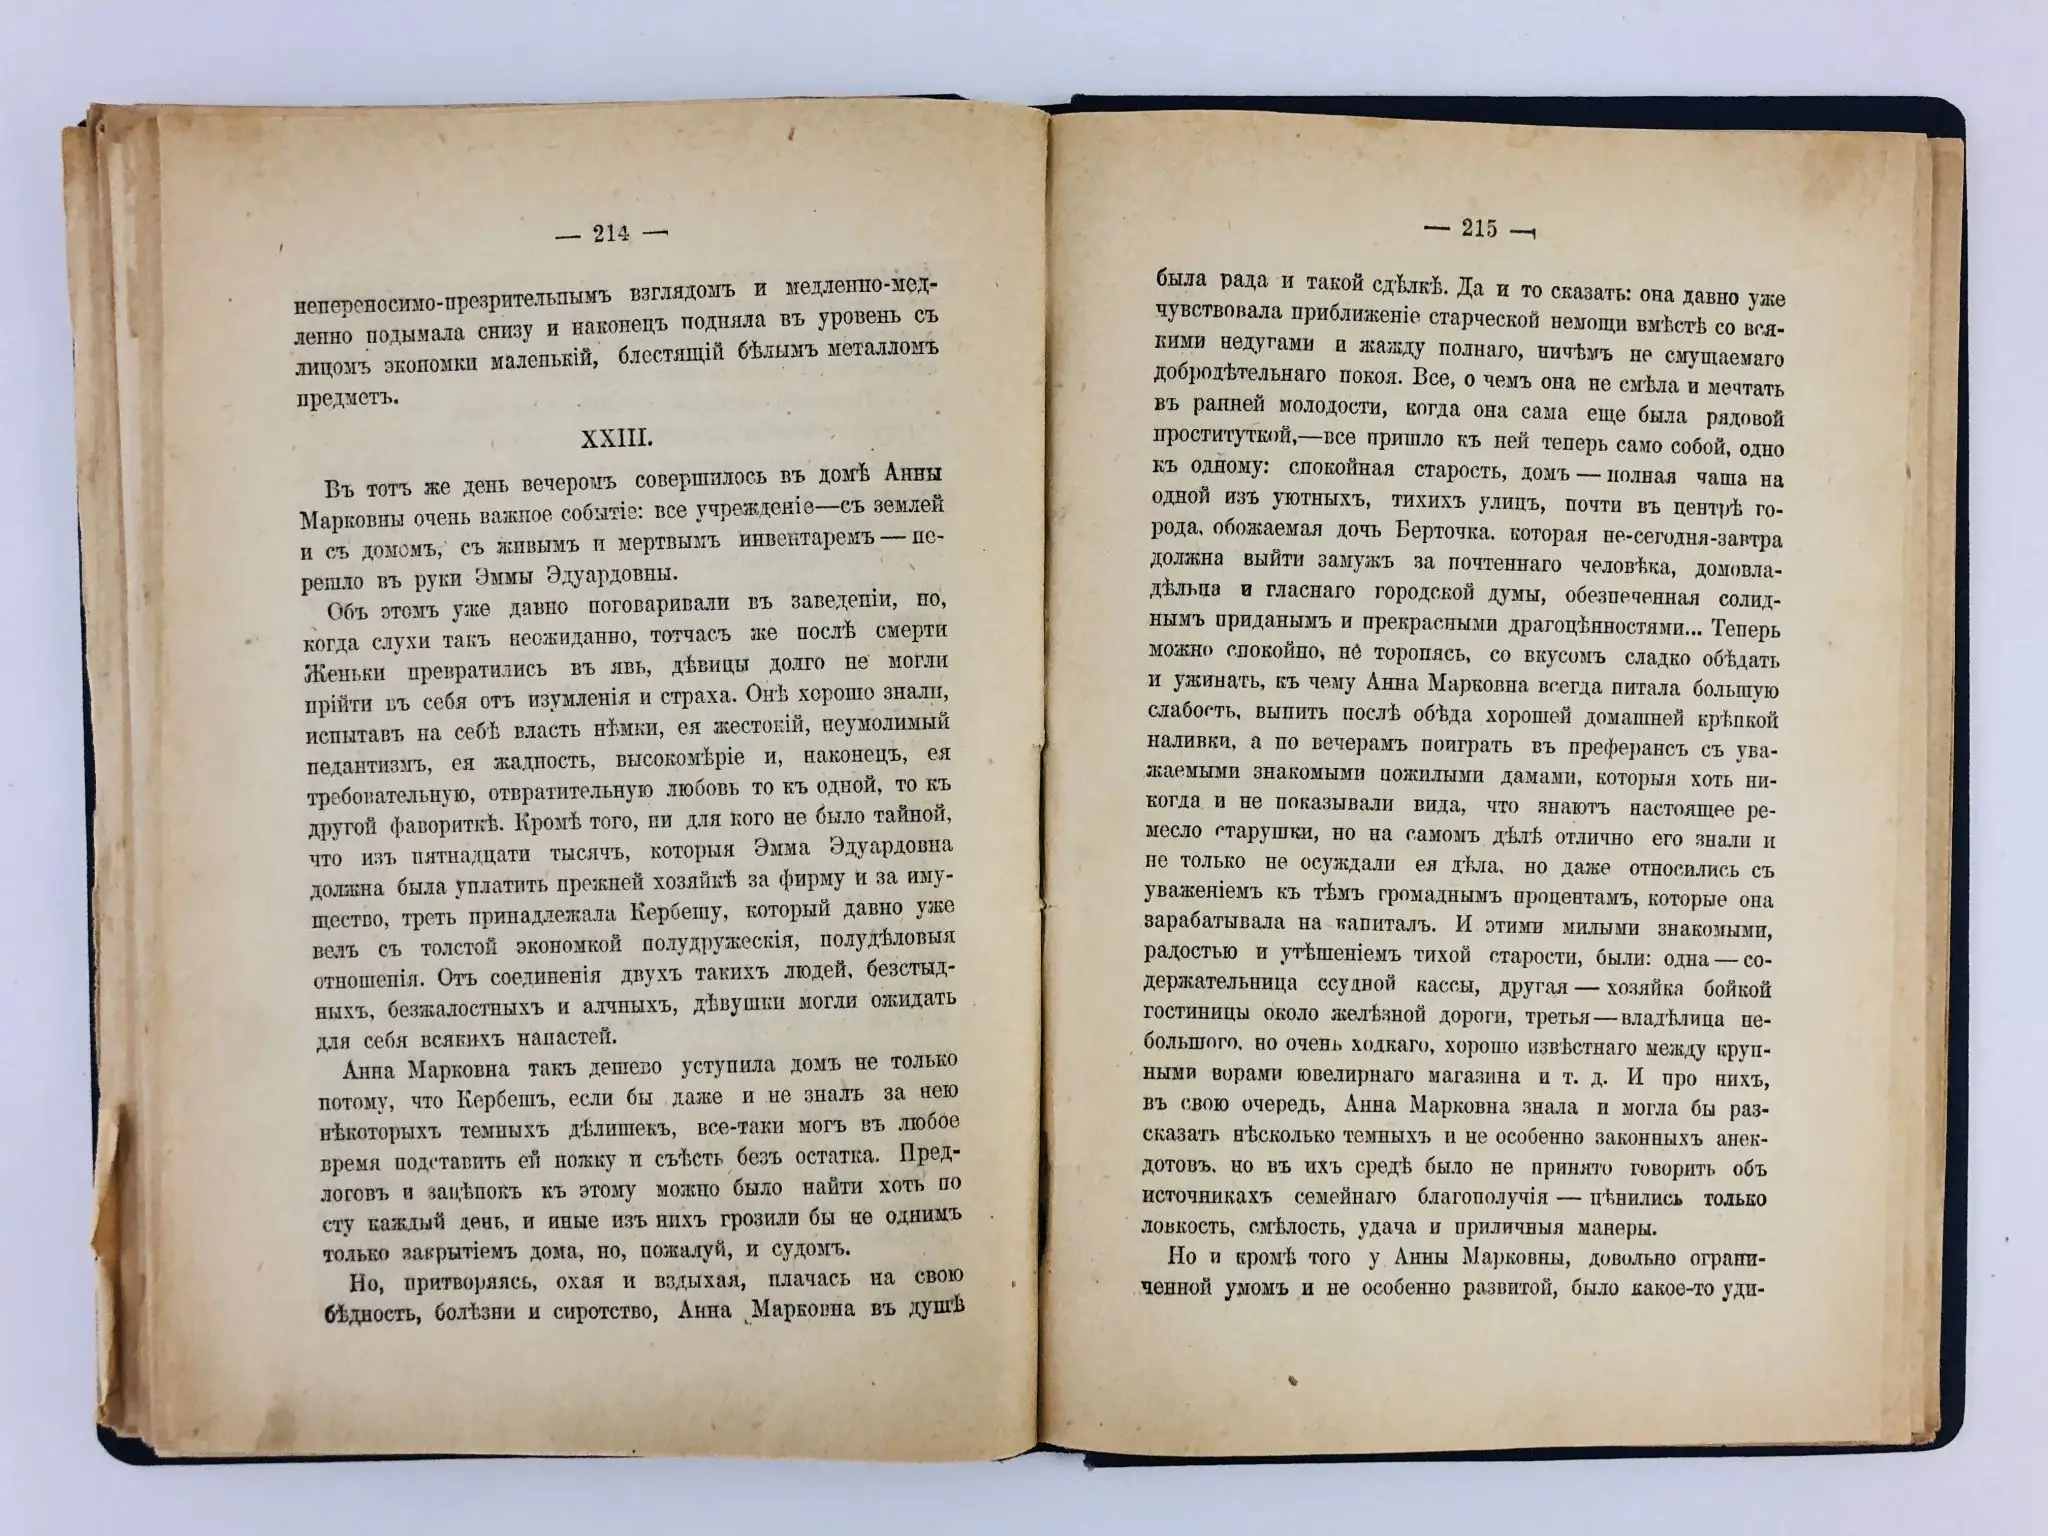 — 214 —
непереносимо-презрительнымъ взглядомъ и медленно-мед-
ленно подымала снизу и наконецъ подняла въ уровень съ
лицомъ экономки маленькій, блестящій бѣлымъ металломъ
предметъ.
XXIII.
Въ тотъ же день вечеромъ совершилось въ домѣ Анны
Марковны очень важное событіе: все учрежденіе—съ землей
и съ домомъ, съ живымъ и мертвымъ инвентаремъ — пе-
решло въ руки Эммы Эдуардовны.
Объ этомъ уже давно поговаривали въ заведеніи, но,
когда слухи такъ неожиданно, тотчасъ же послѣ смерти
Женьки превратились въ явь, дѣвицы долго не могли
прійти въ себя отъ изумленія и страха. Онѣ хорошо знали,
испытавъ на себѣ власть нѣмки, ея жестокій, неумолимый
педантизмъ, ея жадность, высокомѣріе и, наконецъ, ея
требовательную, отвратительную любовь то къ одной, то къ
другой фавориткѣ. Кромѣ того, ни для кого не было тайной,
что изъ пятнадцати тысячъ, которыя Эмма Эдуардовна
должна была уплатить прежней хозяйкѣ за фирму и за иму-
щество, треть принадлежала Кербешу, который давно уже
велъ съ толстой экономкой полудружескія, полудѣловыя
отношенія. Отъ соединенія двухъ такихъ людей, безстыд-
ныхъ, безжалостныхъ и алчныхъ, дѣвушки могли ожидать
для себя всякихъ напастей.
Анна Марковна такъ дешево уступила домъ не только
потому, что Кербешъ, если бы даже и не зналъ за нею
нѣкоторыхъ темныхъ дѣлишекъ, все-таки могъ въ любое
время подставить ей ножку и съѣсть безъ остатка. Пред-
логовъ и зацѣпокъ къ этому можно было найти хоть по
сту каждый день, и иные изъ нихъ грозили бы не однимъ
только закрытіемъ дома, но, пожалуй, и судомъ.
Но, притворяясь, охая и вздыхая, плачась на свою
бѣдность, болѣзни и сиротство, Анна Марковна въ душѣ
— 215 —
была рада и такой сдѣлкѣ. Да и то сказать: она давно уже
чувствовала приближеніе старческой немощи вмѣстѣ со вся-
кими недугами и жажду полнаго, ничѣмъ не смущаемаго
добродѣтельнаго покоя. Все, о чемъ она не смѣла и мечтать
въ ранней молодости, когда она сама еще была рядовой
проституткой,—все пришло къ ней теперь само собой, одно
къ одному: спокойная старость, домъ — полная чаша на
одной изъ уютныхъ, тихихъ улицъ, почти въ центрѣ го-
рода, обожаемая дочь Берточка, которая не-сегодня-завтра
должна выйти замужъ за почтеннаго человѣка, домовла-
дѣльца и гласнаго городской думы, обезпеченная солид-
нымъ приданымъ и прекрасными драгоцѣнностями... Теперь
можно спокойно, не торопясь, со вкусомъ сладко обѣдать
и ужинать, къ чему Анна Марковна всегда питала большую
слабость, выпить послѣ обѣда хорошей домашней крѣпкой
наливки, а по вечерамъ поиграть въ преферансъ съ ува-
жаемыми знакомыми пожилыми дамами, которыя хоть ни-
когда и не показывали вида, что знаютъ настоящее ре-
месло старушки, но на самомъ дѣлѣ отлично его знали и
не только не осуждали ея дѣла, но даже относились съ
уваженіемъ къ тѣмъ громаднымъ процентамъ, которые она
зарабатывала на капиталъ. И этими милыми знакомыми,
радостью и утѣшеніемъ тихой старости, были: одна — со-
держательница ссудной кассы, другая — хозяйка бойкой
гостиницы около желѣзной дороги, третья — владѣлица не-
большого, но очень ходкаго, хорошо извѣстнаго между круп-
ными ворами ювелирнаго магазина и т. д. И про нихъ,
въ свою очередь, Анна Марковна знала и могла бы раз-
сказать нѣсколько темныхъ и не особенно законныхъ анек-
дотовъ, но въ ихъ средѣ было не принято говорить объ
источникахъ семейнаго благополучія — цѣнились только
ловкость, смѣлость, удача и приличныя манеры.
Но и кромѣ того у Анны Марковны, довольно ограни-
ченной умомъ и не особенно развитой, было какое-то уди-